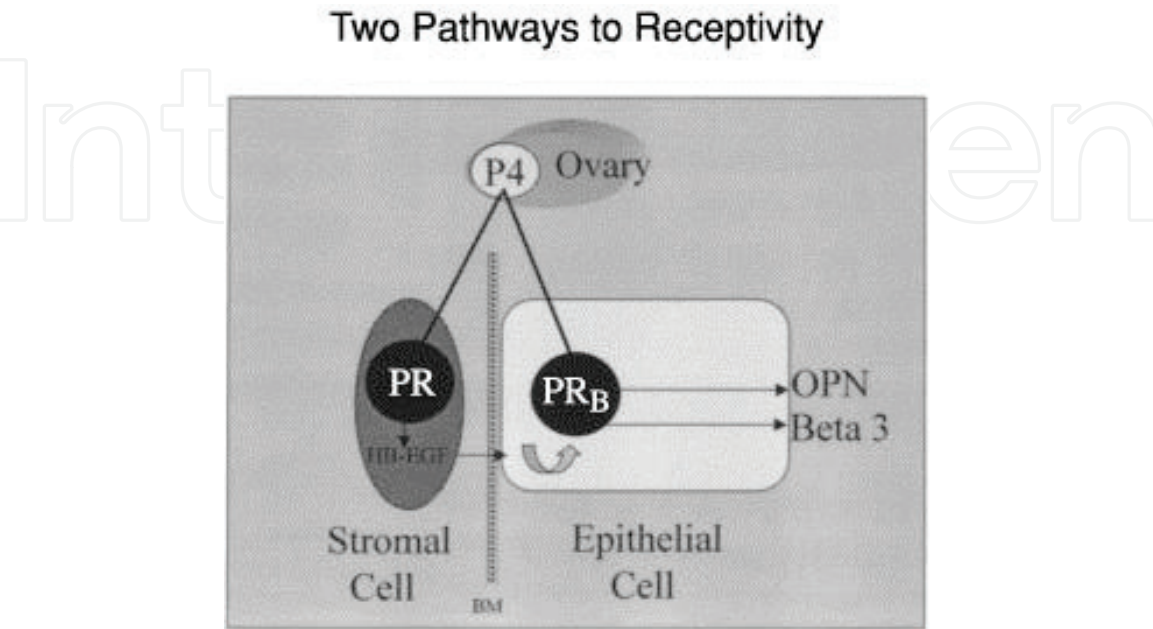 Two Pathways to Receptivity
P4
Ovary
PR
PRB
HB-EGF
OPN
Beta 3
Stromal
Cell
Epithelial
Cell
BM